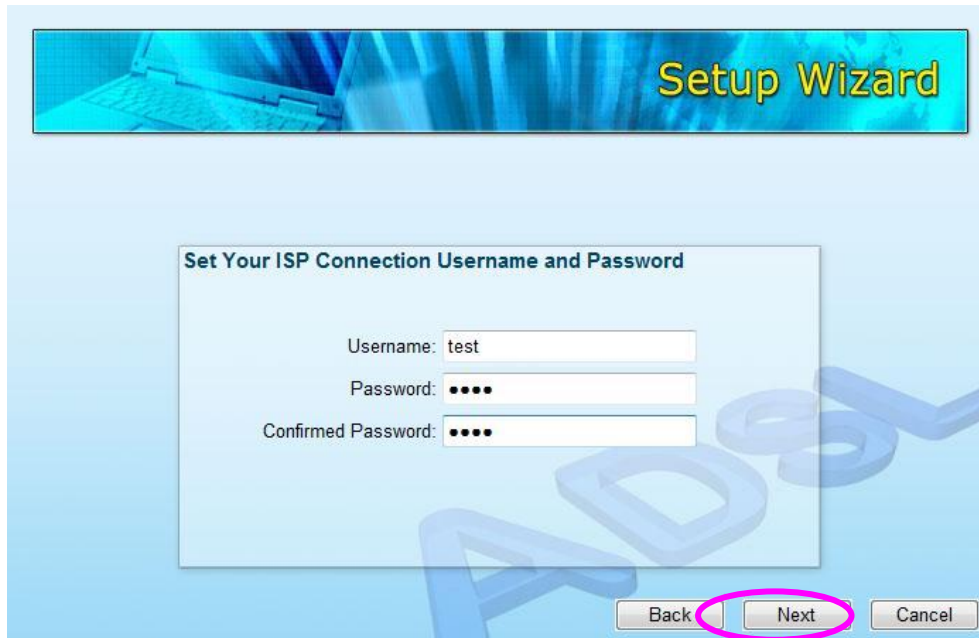 Setup Wizard
Set Your ISP Connection Username and Password
Username: test
Password: ••••
Confirmed Password: ••••
ADSL
Back Next Cancel